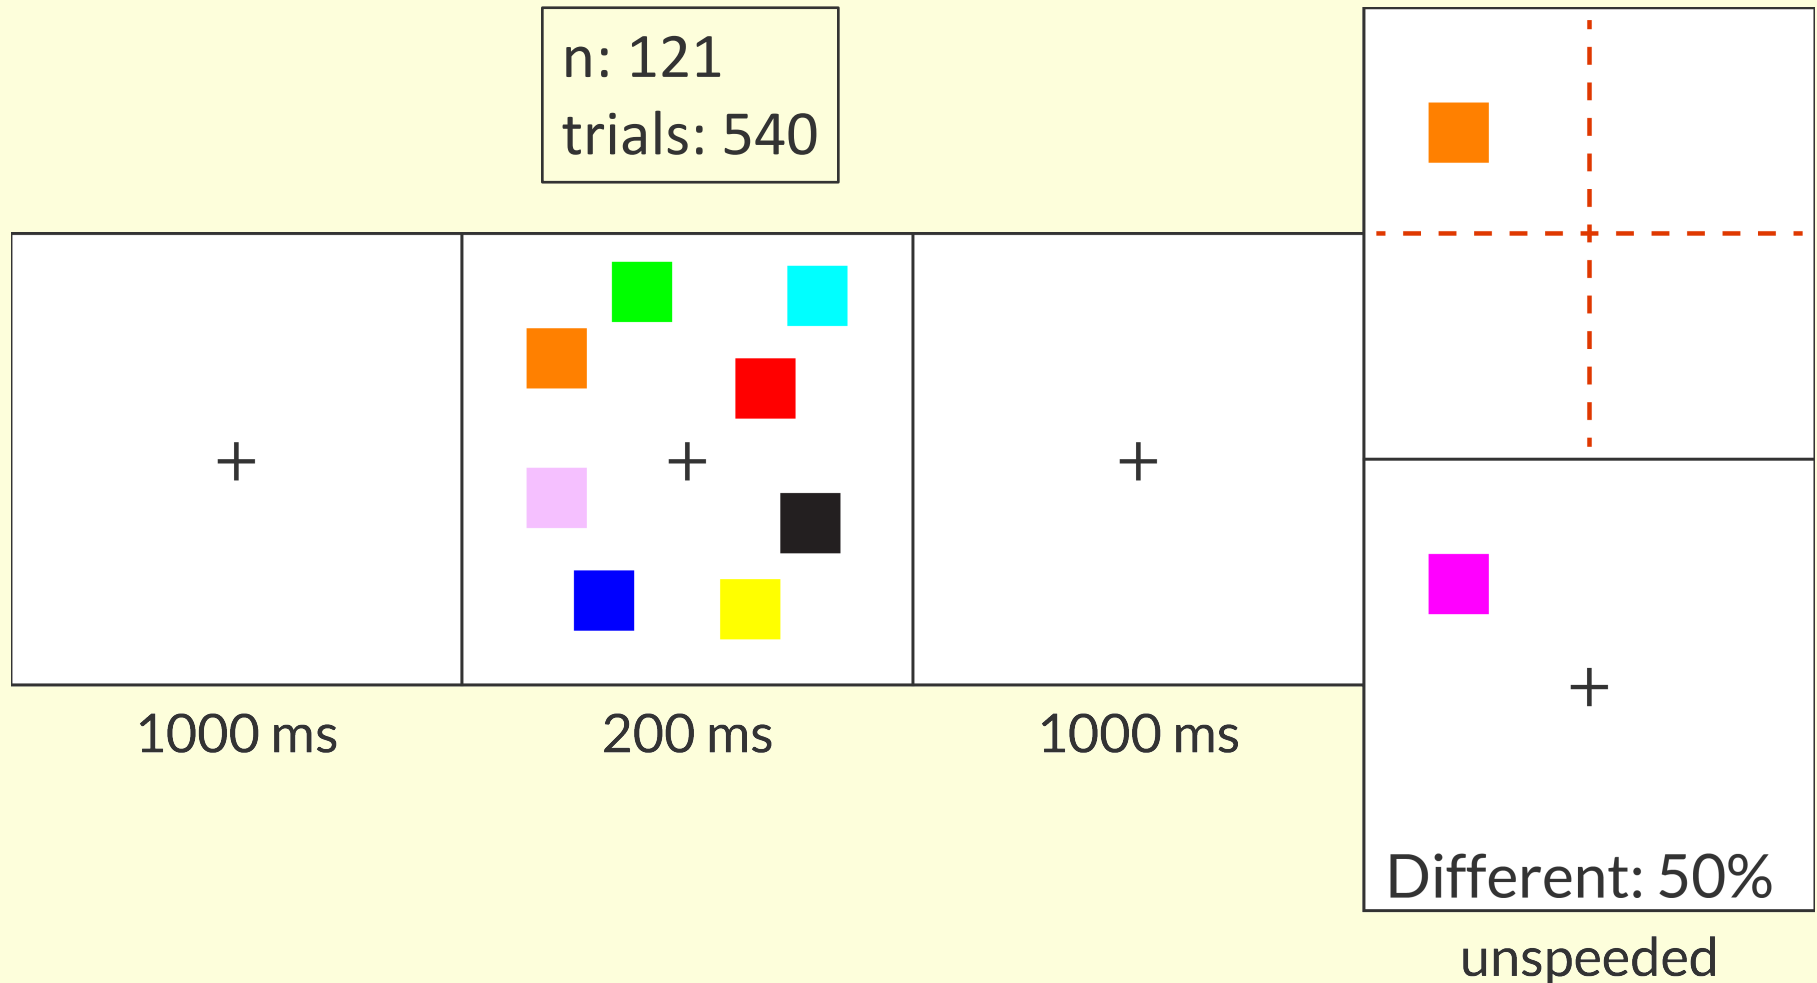 n: 121
trials: 540
1000 ms
200 ms
1000 ms
Different: 50%
unspeeded